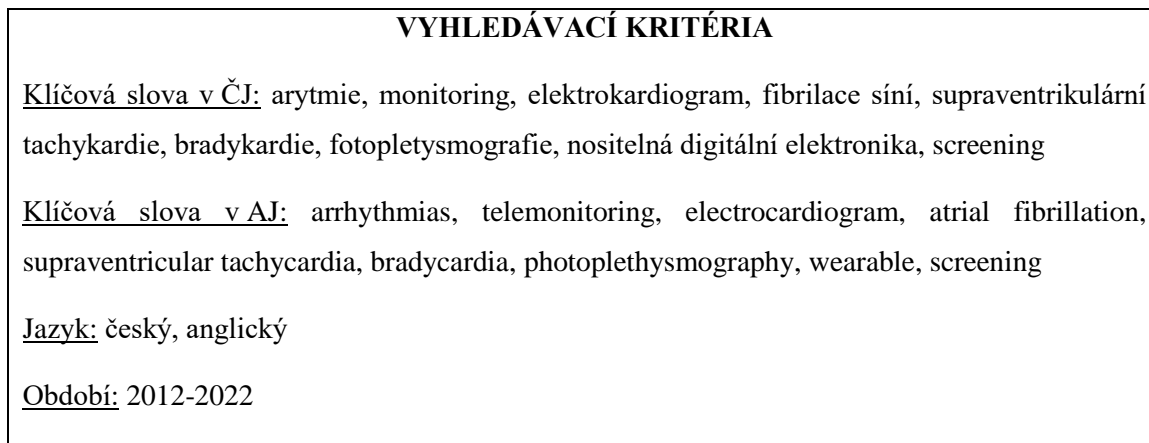 VYHLEDÁVACÍ KRITÉRIA
Klíčová slova v ČJ: arytmie, monitoring, elektrokardiogram, fibrilace síní, supraventrikulární
tachykardie, bradykardie, fotopletysmografie, nositelná digitální elektronika, screening
Klíčová slova v AJ: arrhythmias, telemonitoring, electrocardiogram, atrial fibrillation,
supraventricular tachycardia, bradycardia, photoplethysmography, wearable, screening
Jazyk: český, anglický
Období: 2012-2022